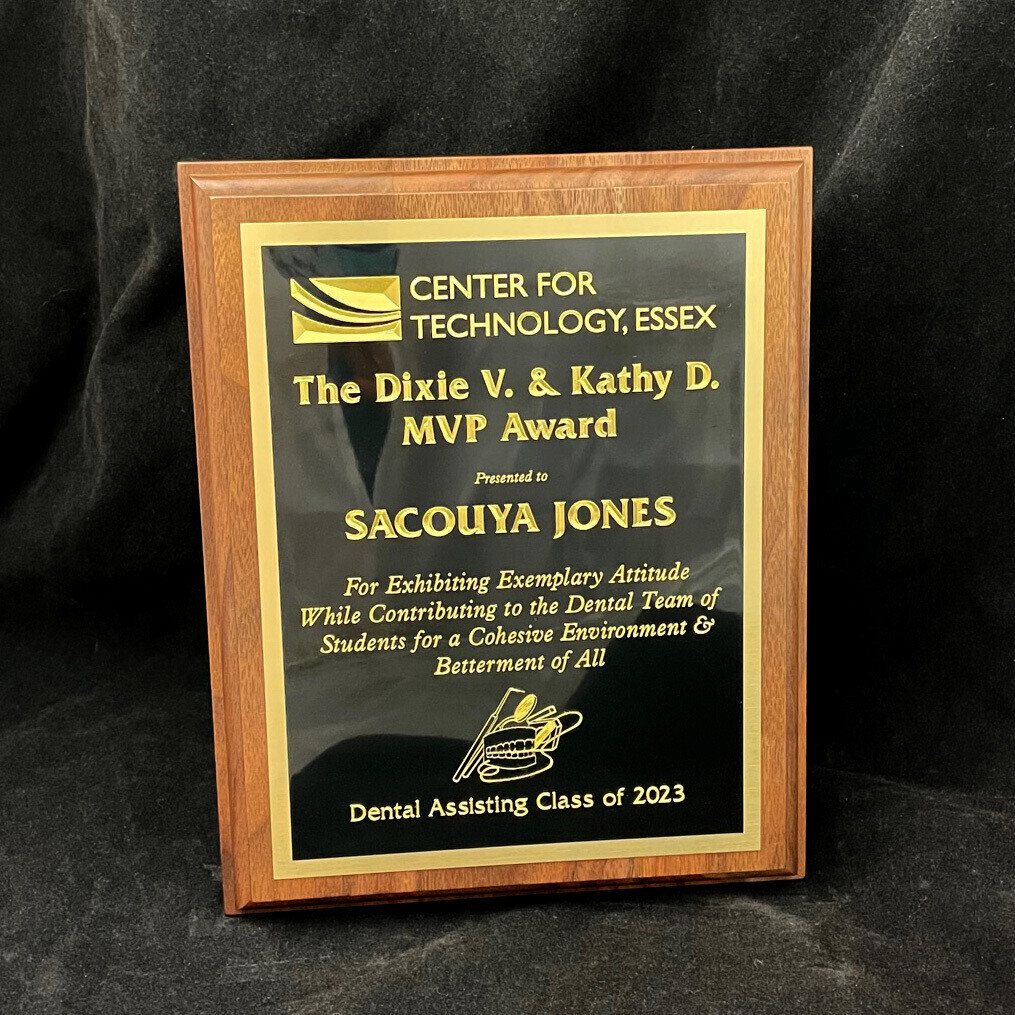 CENTER FOR
TECHNOLOGY, ESSEX
The Dixie V. & Kathy D.
MVP Award
Presented to
SACOUYA JONES
For Exhibiting Exemplary Attitude
While Contributing to the Dental Team of
Students for a Cohesive Environment &
Betterment of All
Dental Assisting Class of 2023